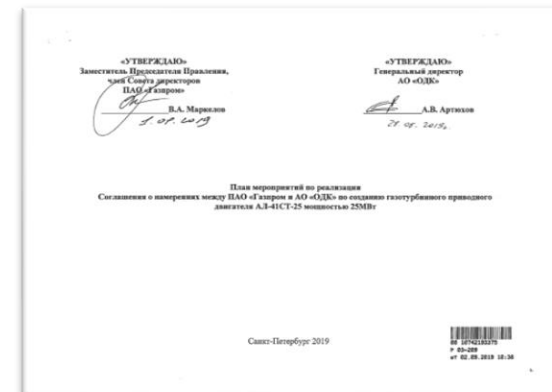 «УТВЕРЖДАЮ»
Заместитель Председателя Правления,
член Совета директоров
ПАО «Газпром»
В.А. Маркелов
«УТВЕРЖДАЮ»
Генеральный директор
АО «ОДК»
А.В. Артюхов
2019г.
План мероприятий по реализации
Соглашения о намерениях между ПАО «Газпром и АО «ОДК» по созданию газотурбинного приводного
двигателя АЛ-41СТ-25 мощностью 25МВт
Санкт-Петербург 2019
от 02.09.2019 10:36